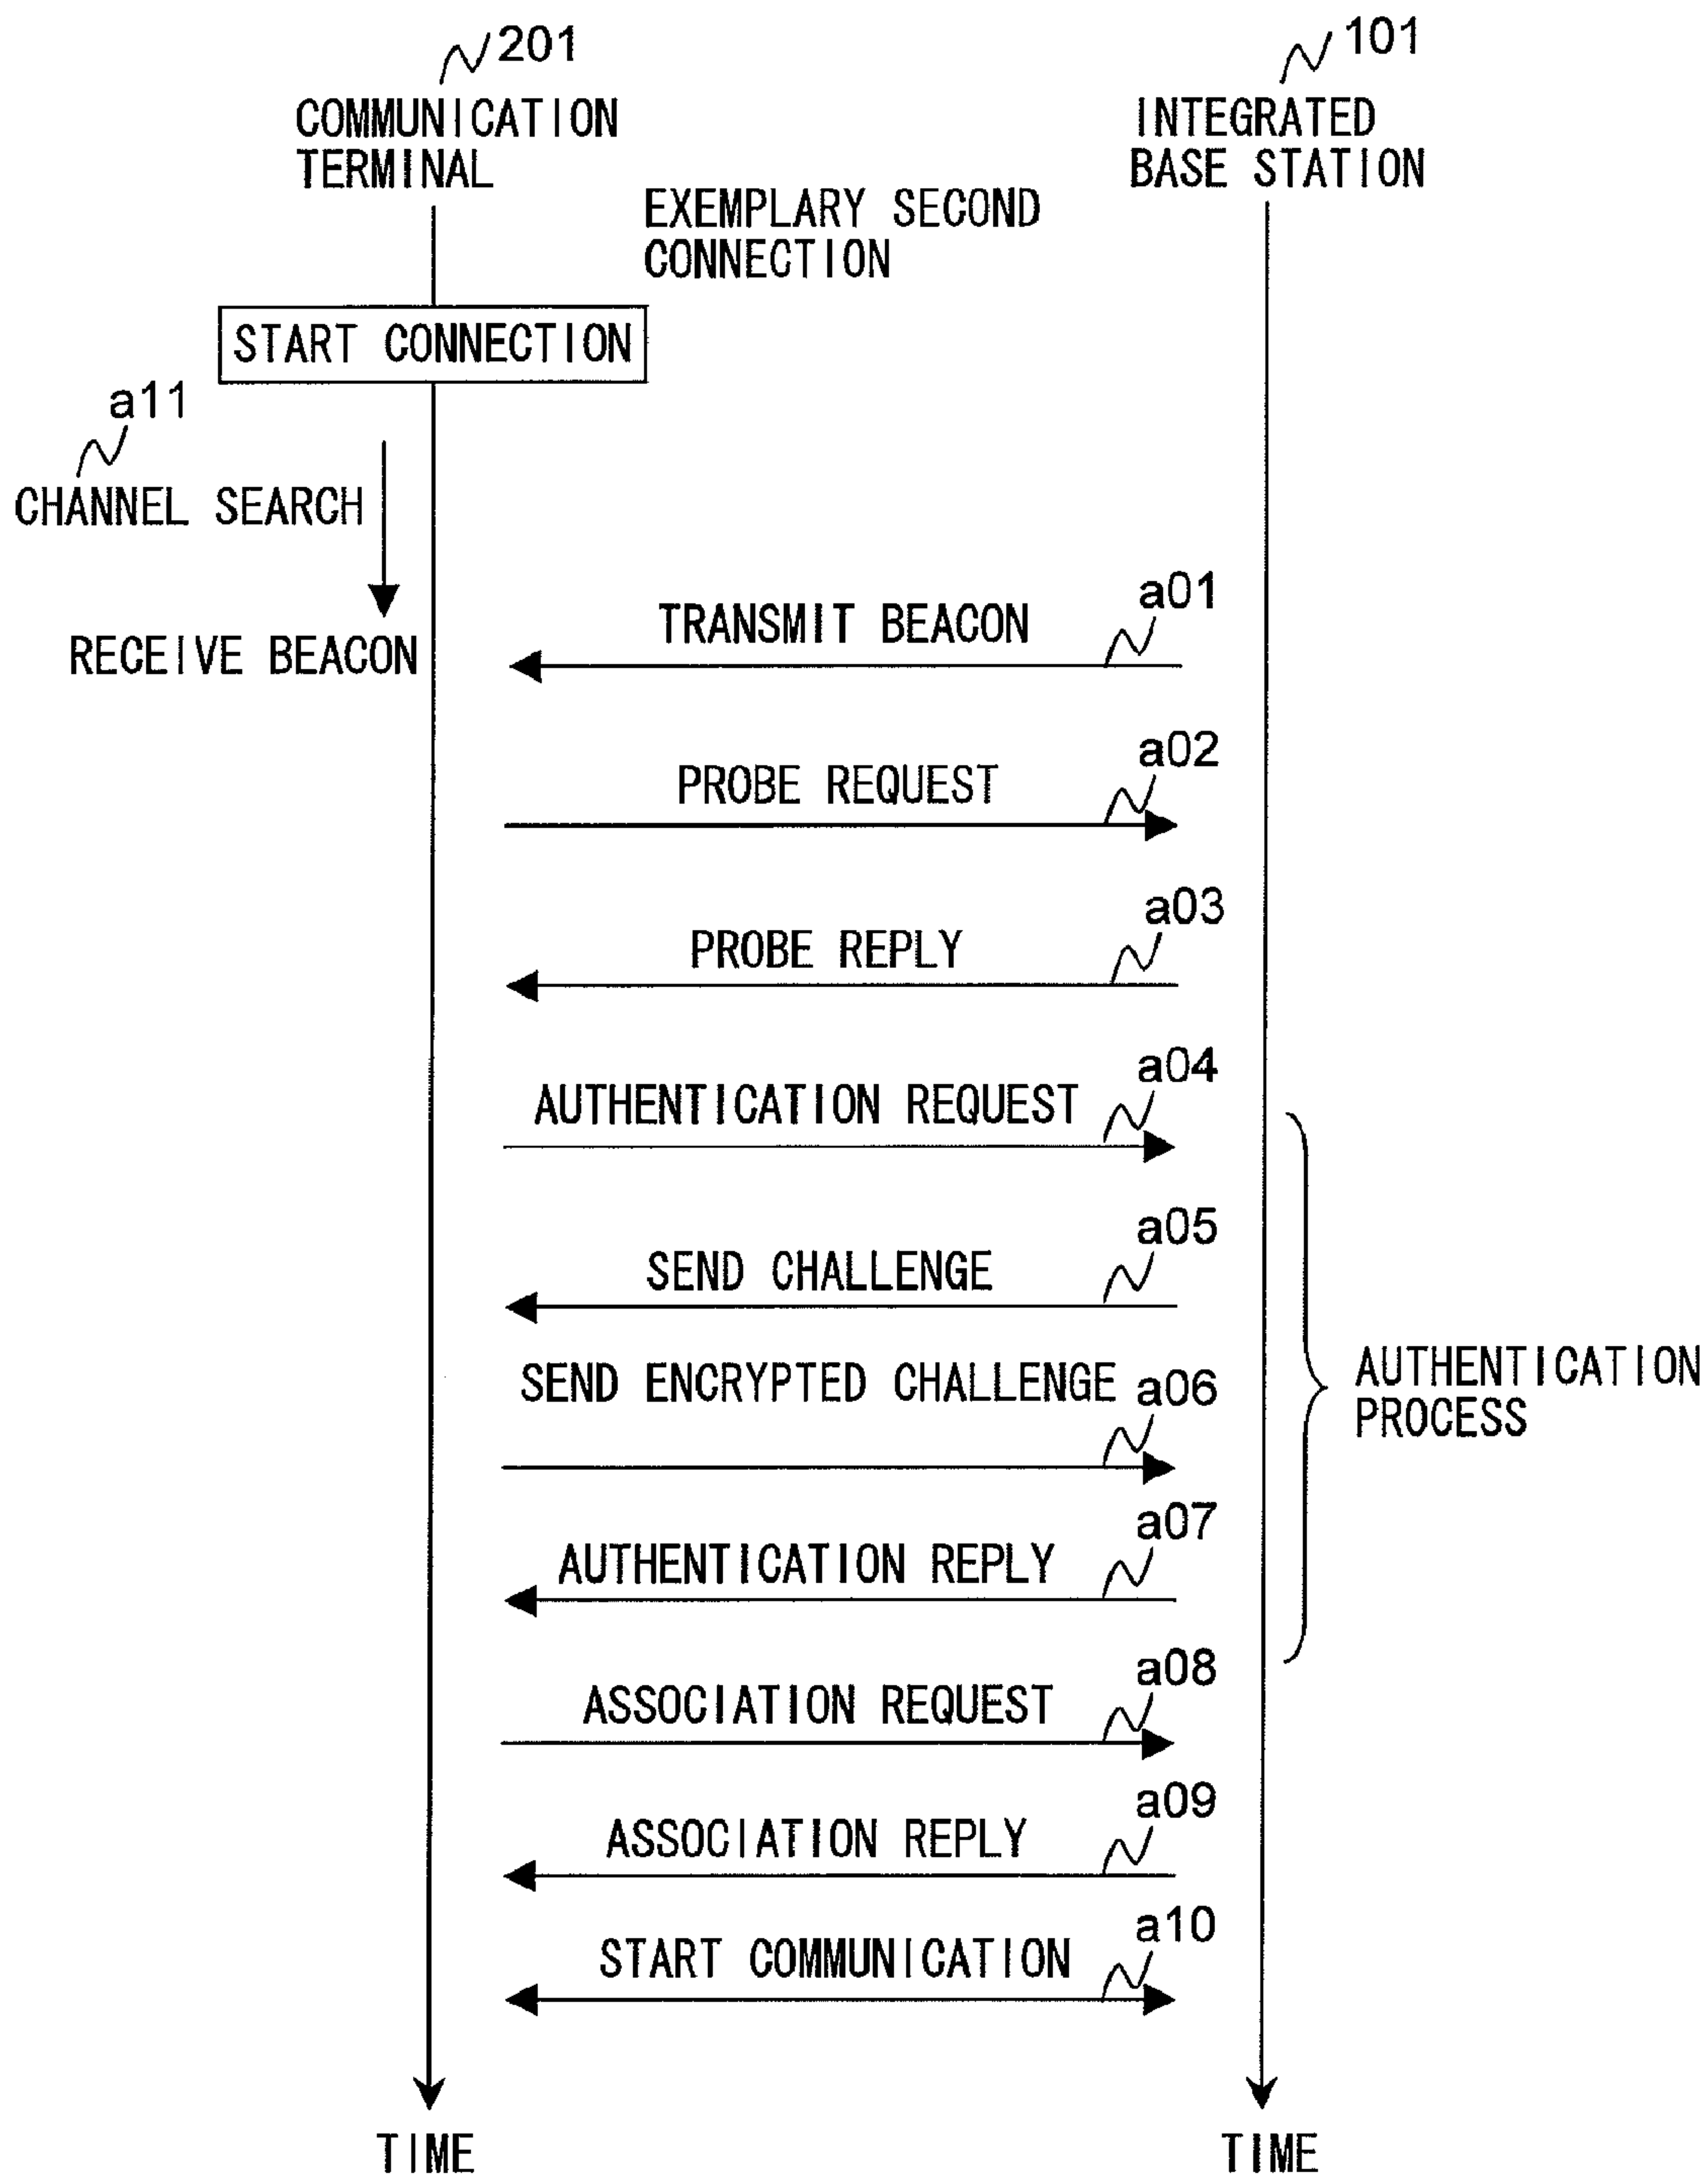 201
101
COMMUNICATION
TERMINAL
INTEGRATED
BASE STATION
EXEMPLARY SECOND
CONNECTION
START CONNECTION
a11
CHANNEL SEARCH
a01
TRANSMIT BEACON
RECEIVE BEACON
a02
PROBE REQUEST
a03
PROBE REPLY
a04
AUTHENTICATION REQUEST
a05
SEND CHALLENGE
SEND ENCRYPTED CHALLENGE
a06
AUTHENTICATION
PROCESS
a07
AUTHENTICATION REPLY
a08
ASSOCIATION REQUEST
a09
ASSOCIATION REPLY
a10
START COMMUNICATION
TIME
TIME